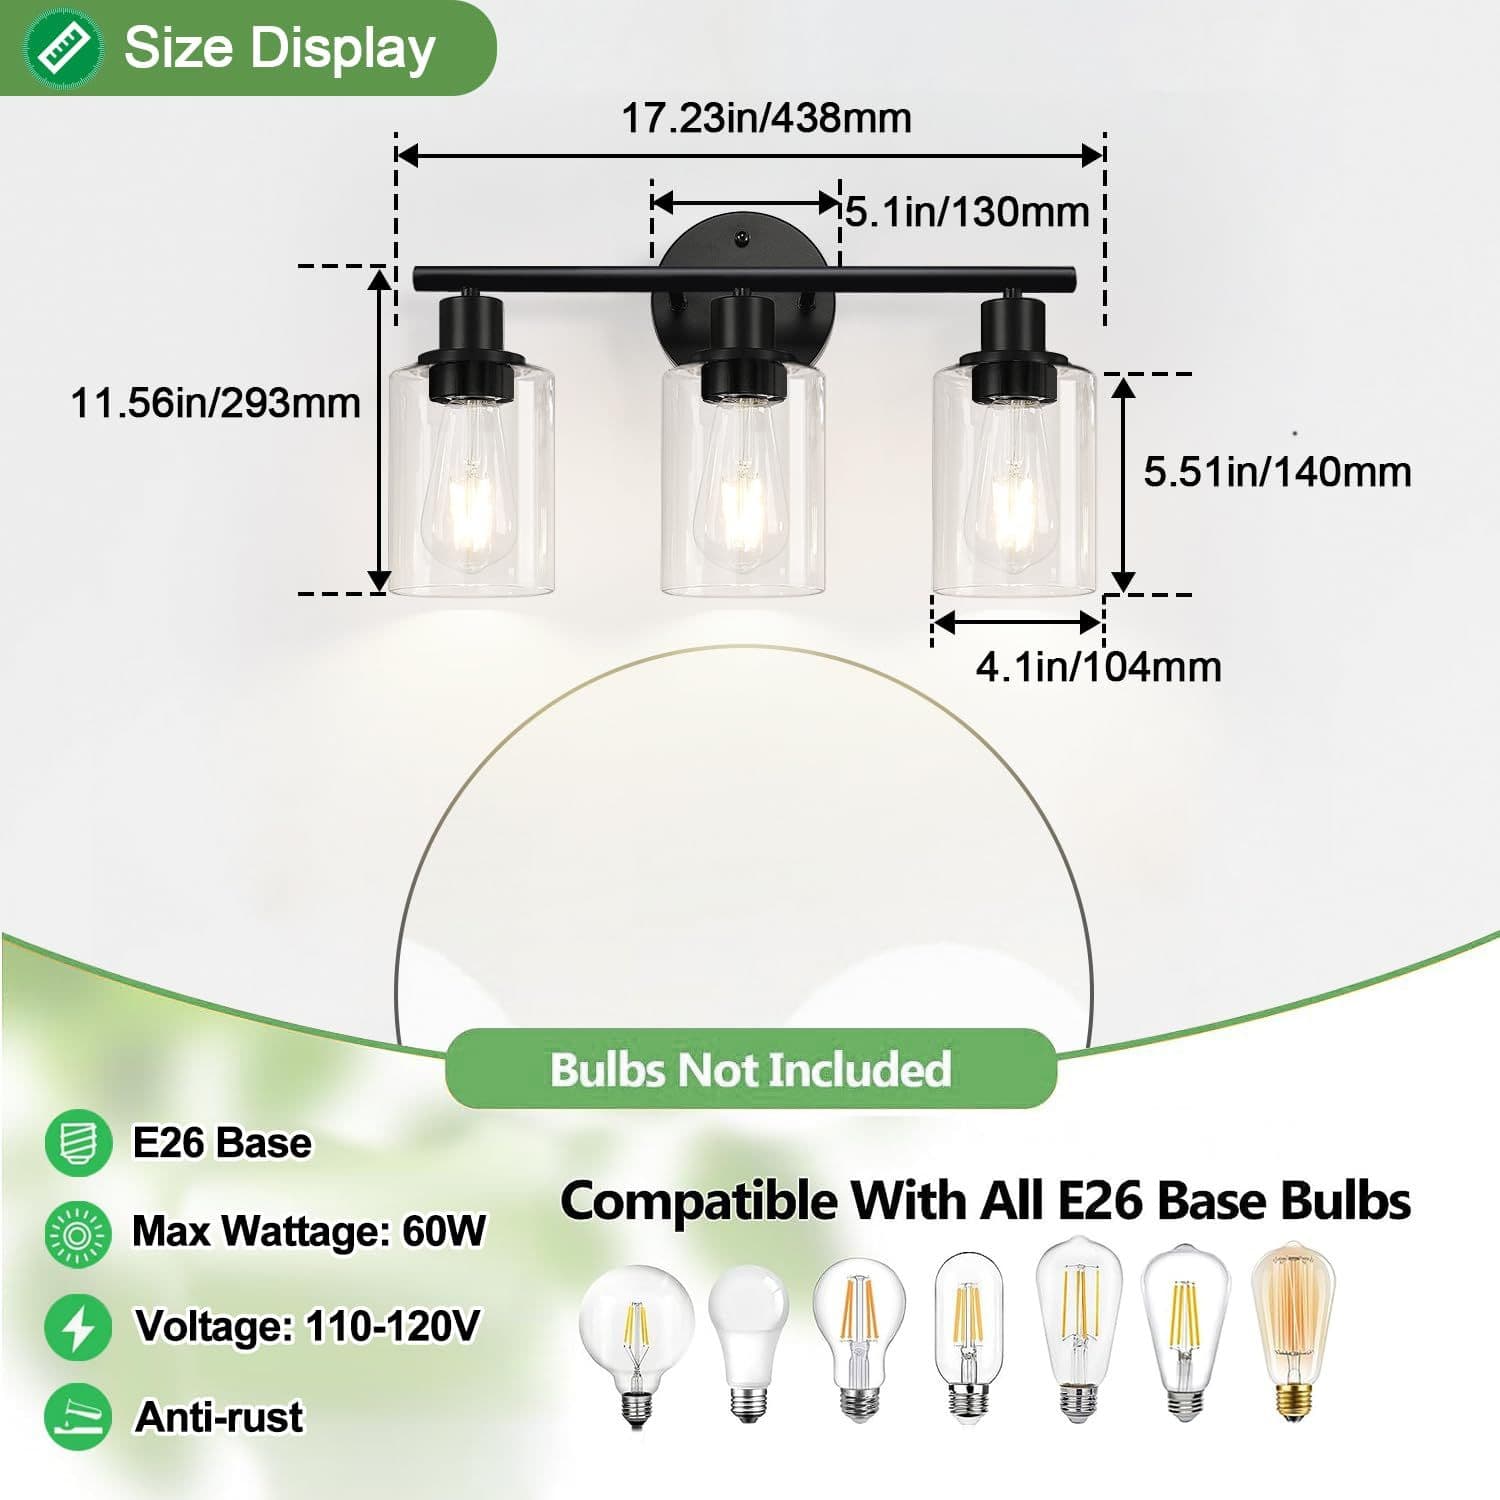 Size Display
17.23in/438mm
5.1in/130mm
11.56in/293mm
5.51in/140mm
4.1in/104mm
Bulbs Not Included
E26 Base
Max Wattage: 60W
Voltage: 110-120V
Anti-rust
Compatible With All E26 Base Bulbs